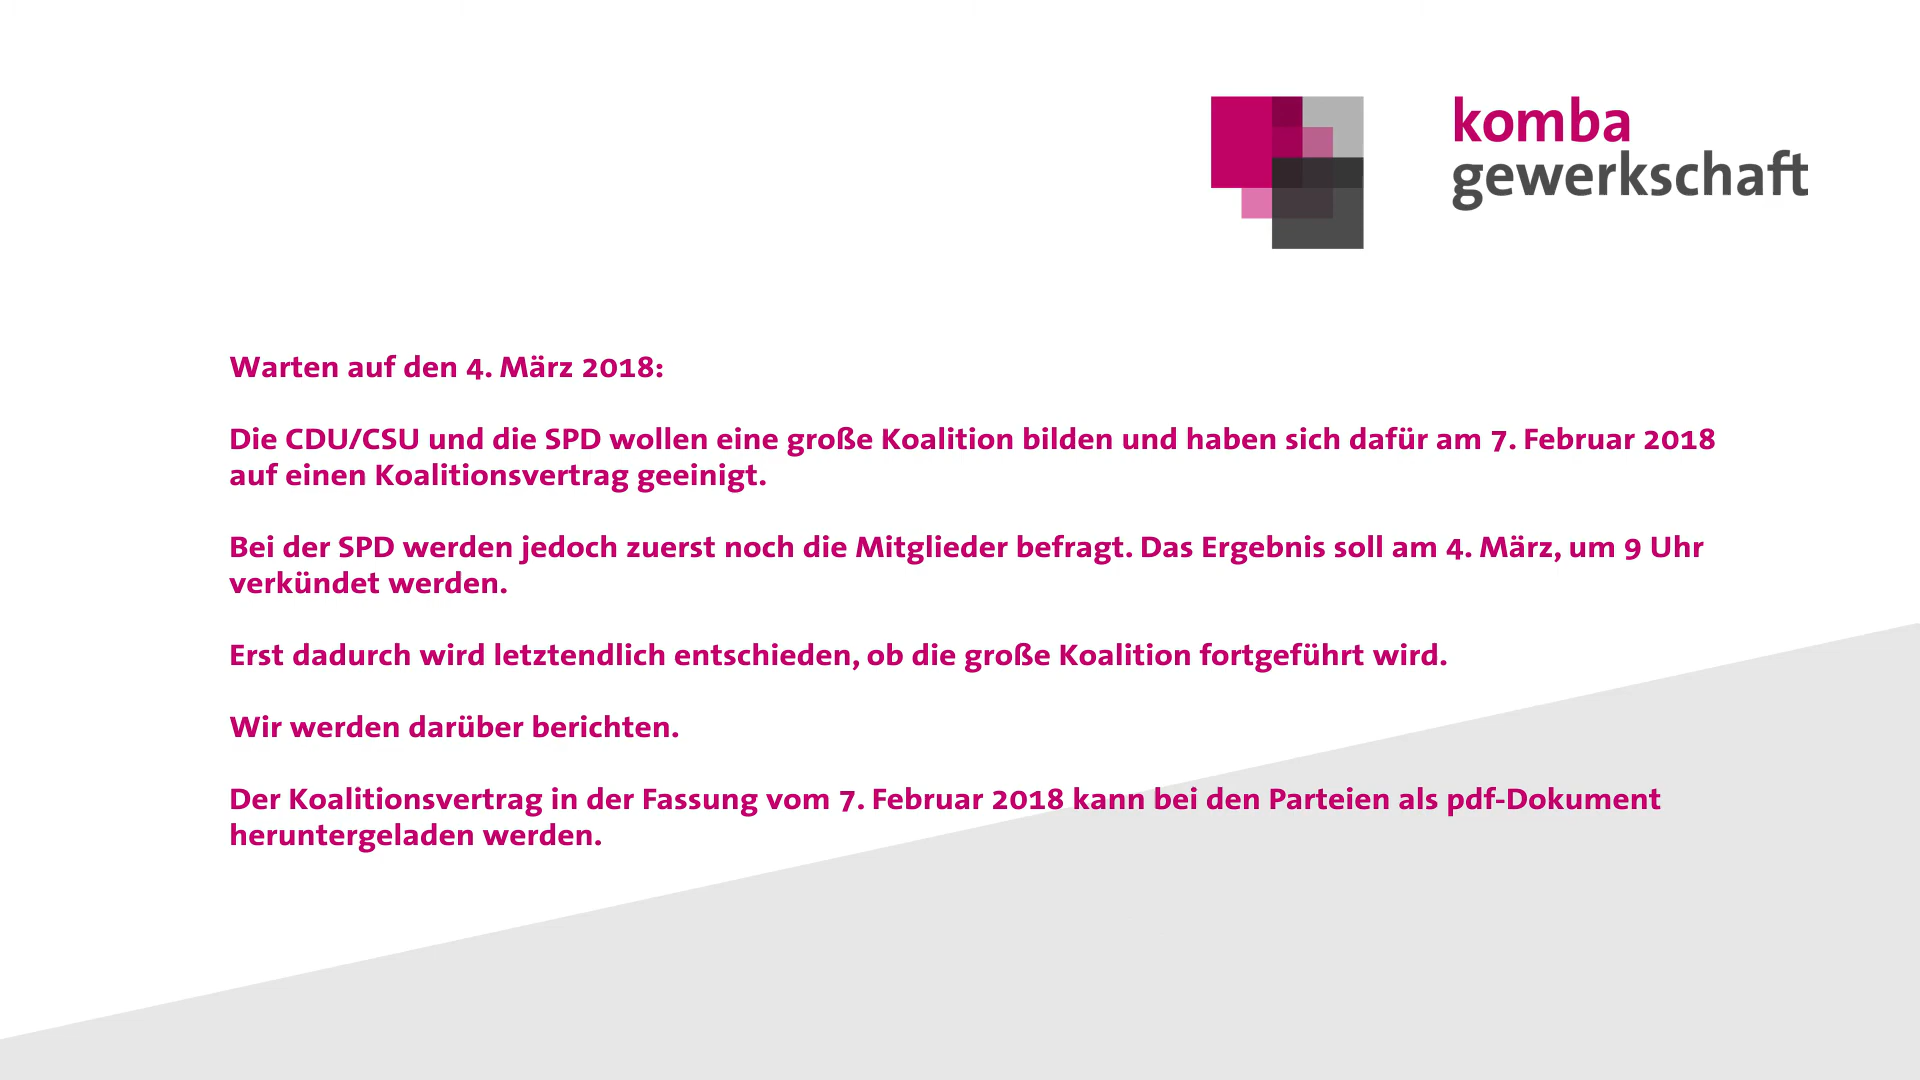 komba
gewerkschaft
Warten auf den 4. März 2018:
Die CDU/CSU und die SPD wollen eine große Koalition bilden und haben sich dafür am 7. Februar 2018
auf einen Koalitionsvertrag geeinigt.
Bei der SPD werden jedoch zuerst noch die Mitglieder befragt. Das Ergebnis soll am 4. März, um 9 Uhr
verkündet werden.
Erst dadurch wird letztendlich entschieden, ob die große Koalition fortgeführt wird.
Wir werden darüber berichten.
Der Koalitionsvertrag in der Fassung vom 7. Februar 2018 kann bei den Parteien als pdf-Dokument
heruntergeladen werden.